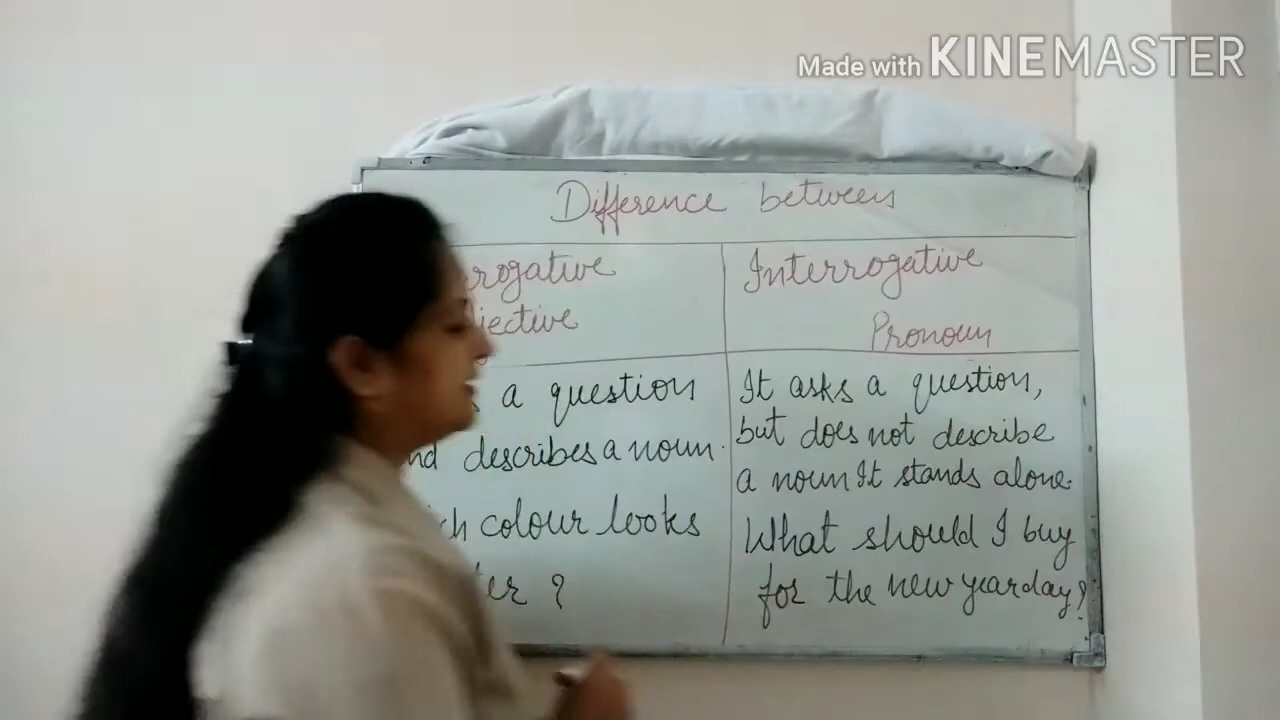 Made with KINEMASTER
Difference between
rogative
jective
Interrogative
Pronoun
a question
nd describes a noun.
ch colour looks
ter ?
It asks a question,
but does not describe
a noun It stands alone.
What should I buy
for the new year day?